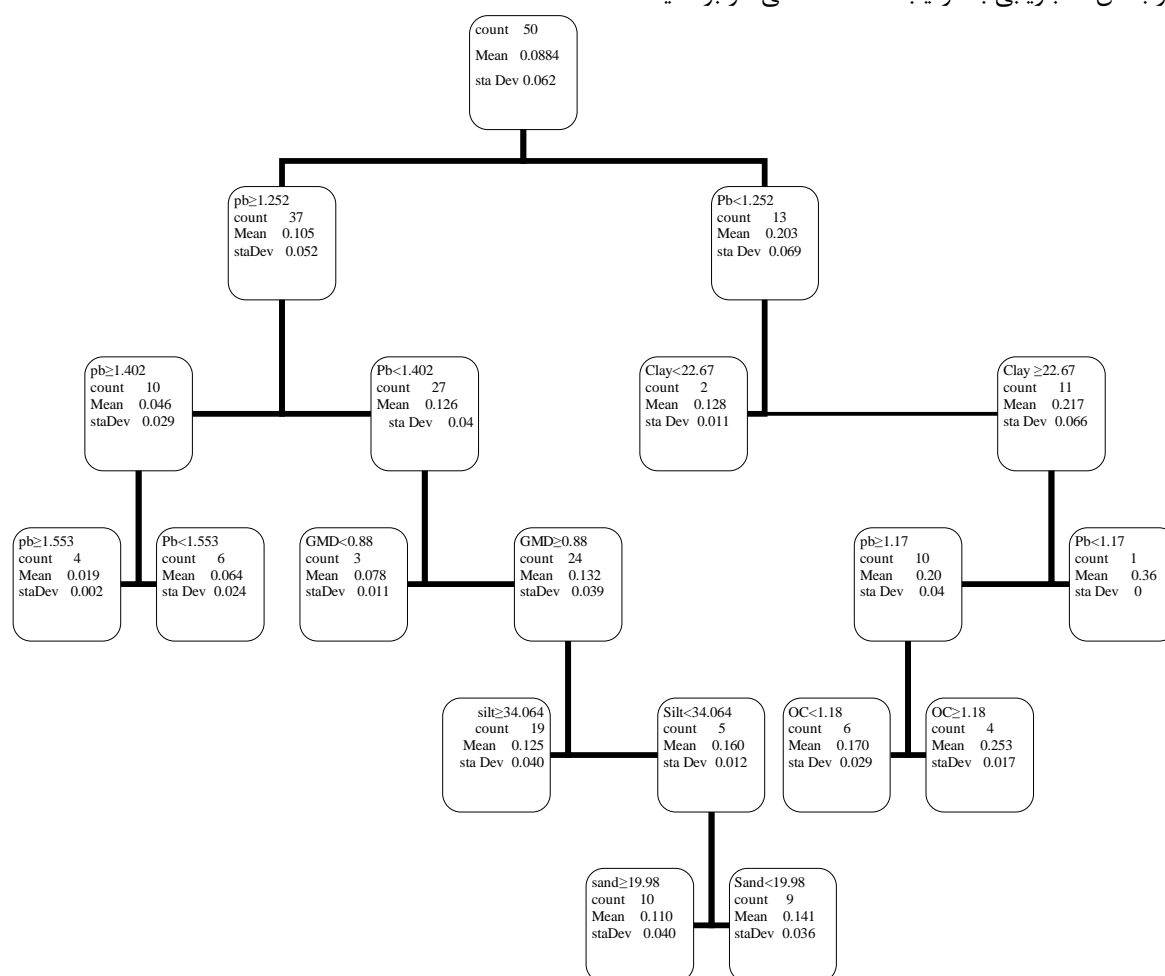 count 50
Mean 0.0884
sta Dev 0.062
pb≥1.252
count 37
Mean 0.105
staDev 0.052
Pb<1.252
count 13
Mean 0.203
sta Dev 0.069
pb≥1.402
count 10
Mean 0.046
staDev 0.029
Pb<1.402
count 27
Mean 0.126
sta Dev 0.04
Clay<22.67
count 2
Mean 0.128
sta Dev 0.011
Clay ≥22.67
count 11
Mean 0.217
sta Dev 0.066
pb≥1.553
count 4
Mean 0.019
staDev 0.002
Pb<1.553
count 6
Mean 0.064
sta Dev 0.024
GMD<0.88
count 3
Mean 0.078
staDev 0.011
GMD≥0.88
count 24
Mean 0.132
staDev 0.039
pb≥1.17
count 10
Mean 0.20
sta Dev 0.04
Pb<1.17
count 1
Mean 0.36
sta Dev 0
silt≥34.064
count 19
Mean 0.125
sta Dev 0.040
Silt<34.064
count 5
Mean 0.160
sta Dev 0.012
OC<1.18
count 6
Mean 0.170
staDev 0.029
OC≥1.18
count 4
Mean 0.253
staDev 0.017
sand≥19.98
count 10
Mean 0.110
staDev 0.040
Sand<19.98
count 9
Mean 0.141
staDev 0.036